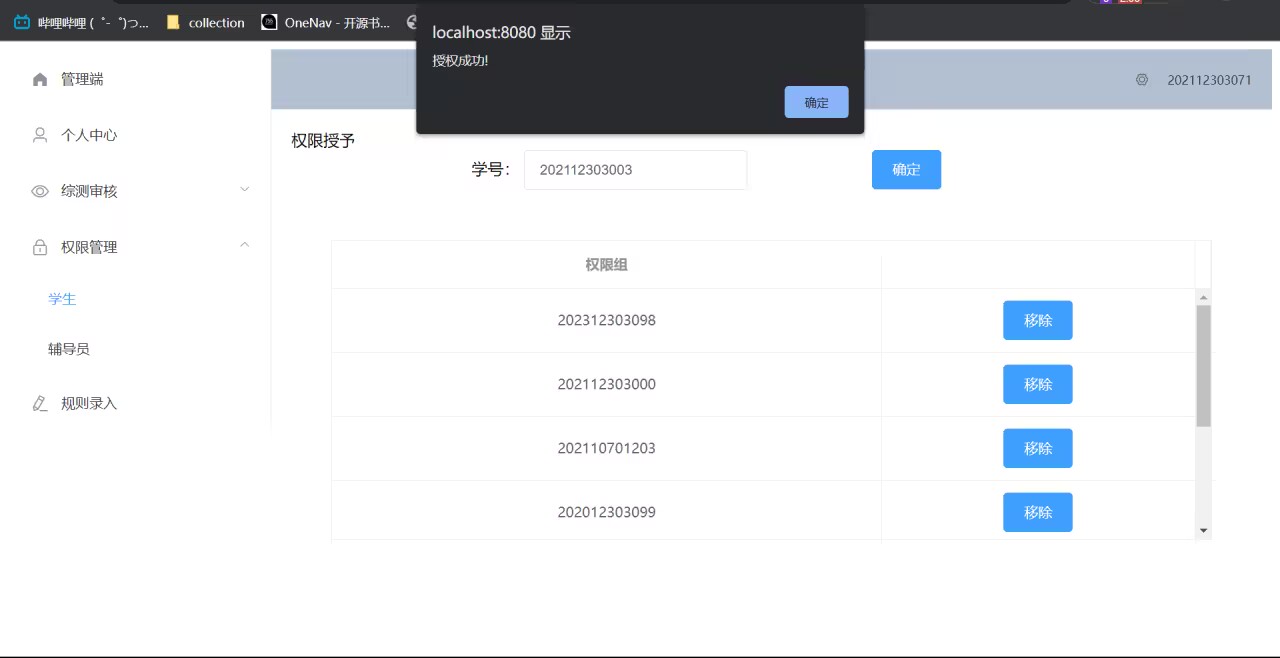 哔哩哔哩 (゜-゜)つ...
collection
OneNav - 开源书...
localhost:8080 显示
授权成功!
确定
管理端
202112303071
个人中心
综测审核
权限管理
学生
辅导员
规则录入
权限授予
学号：
202112303003
确定
权限组
202312303098
移除
202112303000
移除
202110701203
移除
202012303099
移除